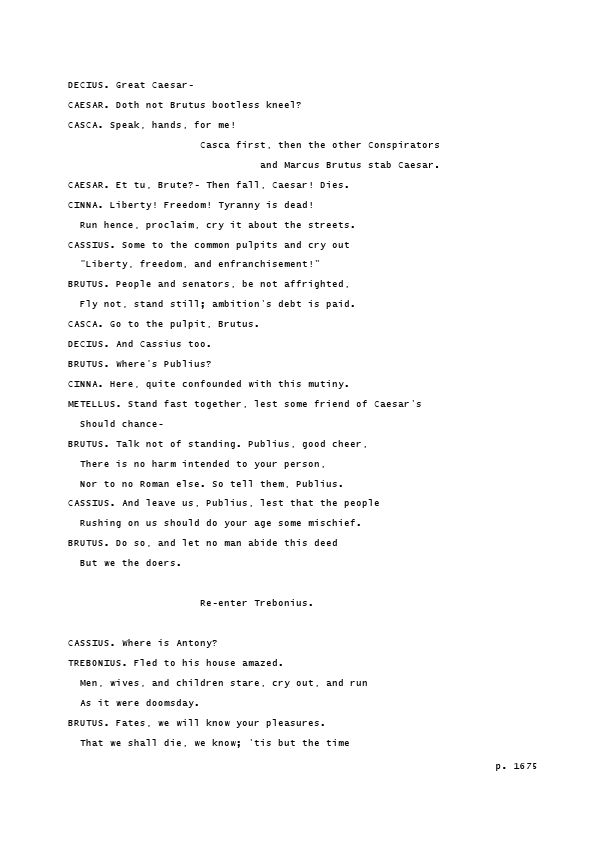 DECIUS. Great Caesar-
CAESAR. Doth not Brutus bootless kneel?
CASCA. Speak, hands, for me!
Casca first, then the other Conspirators
and Marcus Brutus stab Caesar.
CAESAR. Et tu, Brute?- Then fall, Caesar! Dies.
CINNA. Liberty! Freedom! Tyranny is dead!
Run hence, proclaim, cry it about the streets.
CASSIUS. Some to the common pulpits and cry out
"Liberty, freedom, and enfranchisement!"
BRUTUS. People and senators, be not affrighted,
Fly not, stand still; ambition's debt is paid.
CASCA. Go to the pulpit, Brutus.
DECIUS. And Cassius too.
BRUTUS. Where's Publius?
CINNA. Here, quite confounded with this mutiny.
METELLUS. Stand fast together, lest some friend of Caesar's
Should chance-
BRUTUS. Talk not of standing. Publius, good cheer,
There is no harm intended to your person,
Nor to no Roman else. So tell them, Publius.
CASSIUS. And leave us, Publius, lest that the people
Rushing on us should do your age some mischief.
BRUTUS. Do so, and let no man abide this deed
But we the doers.
Re-enter Trebonius.
CASSIUS. Where is Antony?
TREBONIUS. Fled to his house amazed.
Men, wives, and children stare, cry out, and run
As it were doomsday.
BRUTUS. Fates, we will know your pleasures.
That we shall die, we know; 'tis but the time
p. 1675